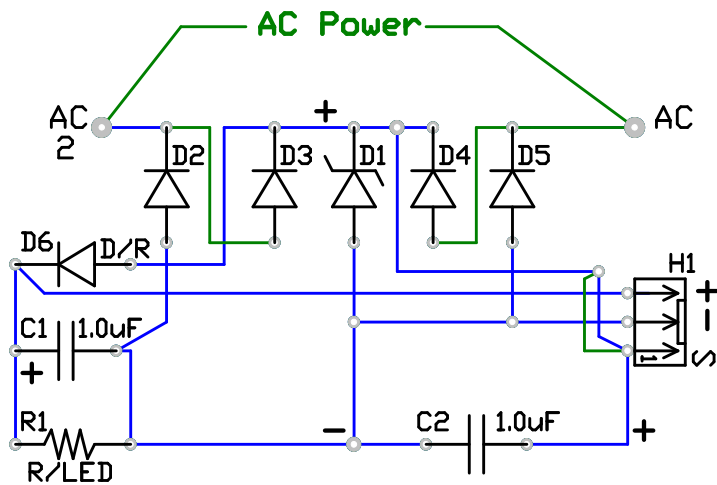 AC Power
AC
2
+
AC
D2
D3
D1
D4
D5
D6
D/R
H1
+
-
S
1
C1
1.0uF
+
R1
R/LED
-
C2
1.0uF
+